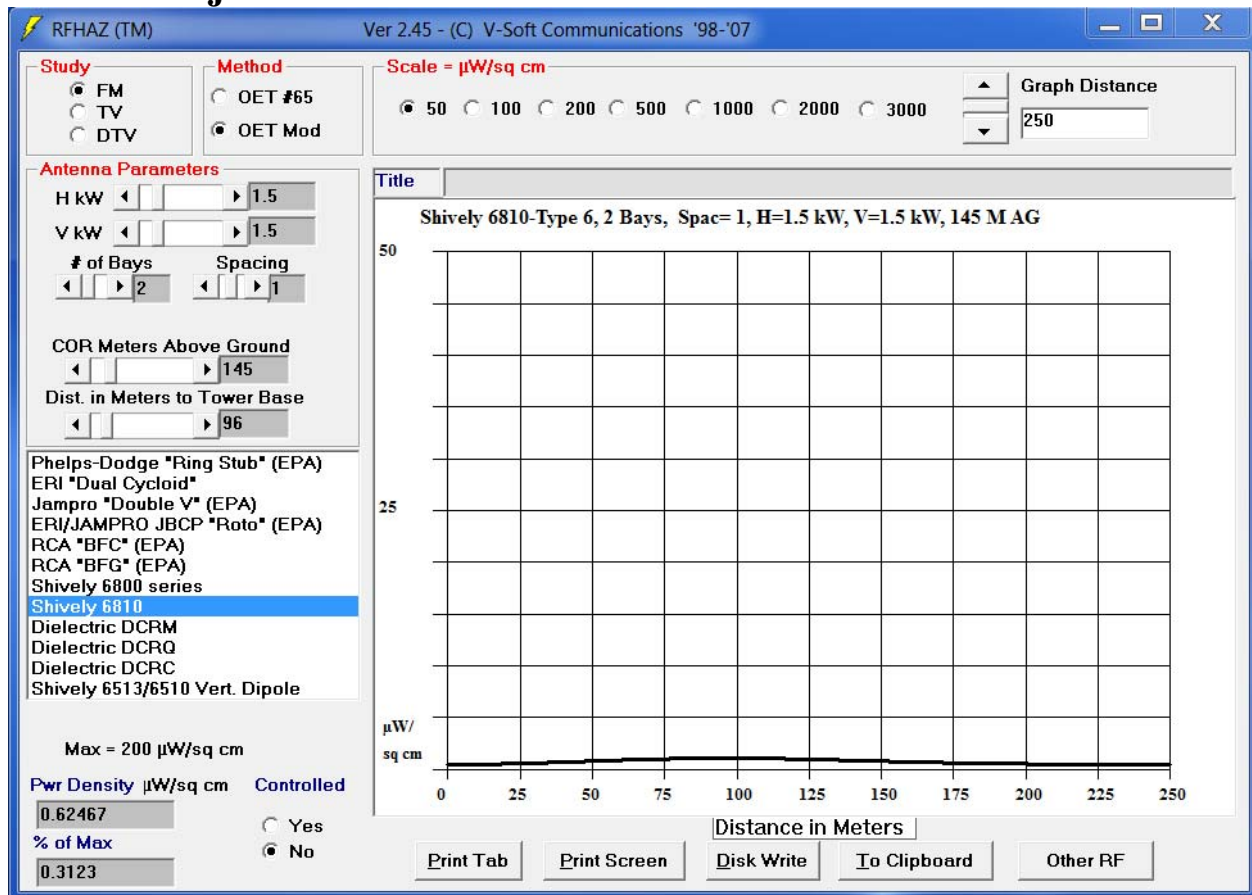 RFHAZ (TM) Ver 2.45 - (C) V-Soft Communications '98-'07
Study
FM
TV
DTV
Method
OET #65
OET Mod
Scale = µW/sq cm
50 100 200 500 1000 2000 3000
Graph Distance
250
Antenna Parameters
H kW 1.5
V kW 1.5
# of Bays Spacing
2 1
COR Meters Above Ground
145
Dist. in Meters to Tower Base
96
Phelps-Dodge "Ring Stub" (EPA)
ERI "Dual Cycloid"
Jampro "Double V" (EPA)
ERI/JAMPRO JBCP "Roto" (EPA)
RCA "BFC" (EPA)
RCA "BFG" (EPA)
Shively 6800 series
Shively 6810
Dielectric DCRM
Dielectric DCRQ
Dielectric DCRC
Shively 6513/6510 Vert. Dipole
Max = 200 µW/sq cm
Pwr Density µW/sq cm
0.62467
% of Max
0.3123
Controlled
Yes
No
Title
Shively 6810-Type 6, 2 Bays, Spac= 1, H=1.5 kW, V=1.5 kW, 145 M AG
50
25
µW/
sq cm
0 25 50 75 100 125 150 175 200 225 250
Distance in Meters
Print Tab Print Screen Disk Write To Clipboard Other RF